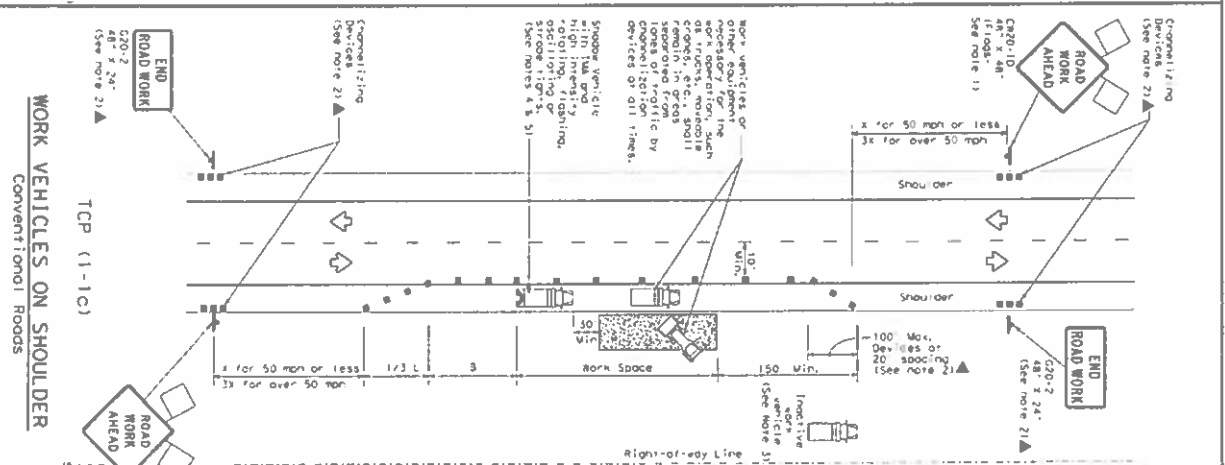 Channelizing
Devices
(See note 2)▲
END
ROAD WORK
G20-2
48" X 24"
(See note 2)▲
Shadow Vehicle
with TMA and
high intensity
rotating, flashing,
oscillating or
strobe lights.
(See notes 4 & 5)
Work vehicles or
other equipment
necessary for the
work operation, such
as trucks, moveable
cranes, etc., shall
remain in areas
separated from
lanes of traffic by
channelization
devices at all times.
CW20-1D
48" X 48"
(Flags-
See note 1)
ROAD
WORK
AHEAD
Channelizing
Devices
(See note 2)▲
x for 50 mph or less
3x for over 50 mph
Shoulder
10'
Min.
Shoulder
30'
Min
x for 50 mph or less
3x for over 50 mph
1/3 L
B
Work Space
150' Min.
100' Max.
Devices at
20' spacing
(See note 2)▲
END
ROAD WORK
G20-2
48" X 24"
(See note 2)▲
Inactive
work
vehicle
(See Note 3)
Right-of-way Line
ROAD
WORK
AHEAD
TCP (1-1c)
WORK VEHICLES ON SHOULDER
Conventional Roads